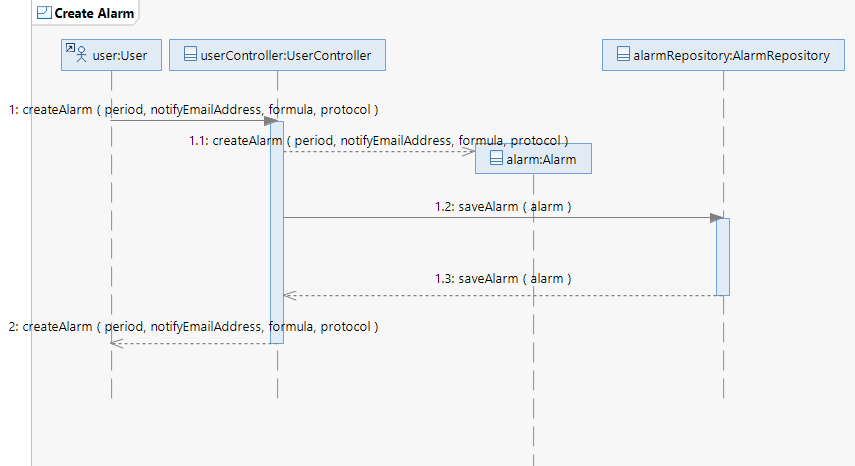 Create Alarm
user:User
userController:UserController
alarmRepository:AlarmRepository
1: createAlarm ( period, notifyEmailAddress, formula, protocol )
1.1: createAlarm ( period, notifyEmailAddress, formula, protocol )
alarm:Alarm
1.2: saveAlarm ( alarm )
1.3: saveAlarm ( alarm )
2: createAlarm ( period, notifyEmailAddress, formula, protocol )